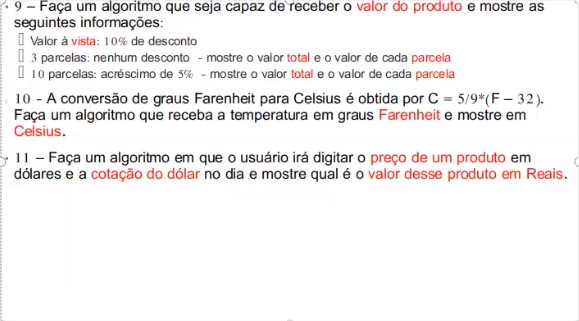 9 – Faça um algoritmo que seja capaz de receber o valor do produto e mostre as
seguintes informações:
Valor à vista: 10% de desconto
3 parcelas: nenhum desconto - mostre o valor total e o valor de cada parcela
10 parcelas: acréscimo de 5% - mostre o valor total e o valor de cada parcela
10 - A conversão de graus Farenheit para Celsius é obtida por C = 5/9*(F – 32).
Faça um algoritmo que receba a temperatura em graus Farenheit e mostre em
Celsius.
11 – Faça um algoritmo em que o usuário irá digitar o preço de um produto em
dólares e a cotação do dólar no dia e mostre qual é o valor desse produto em Reais.